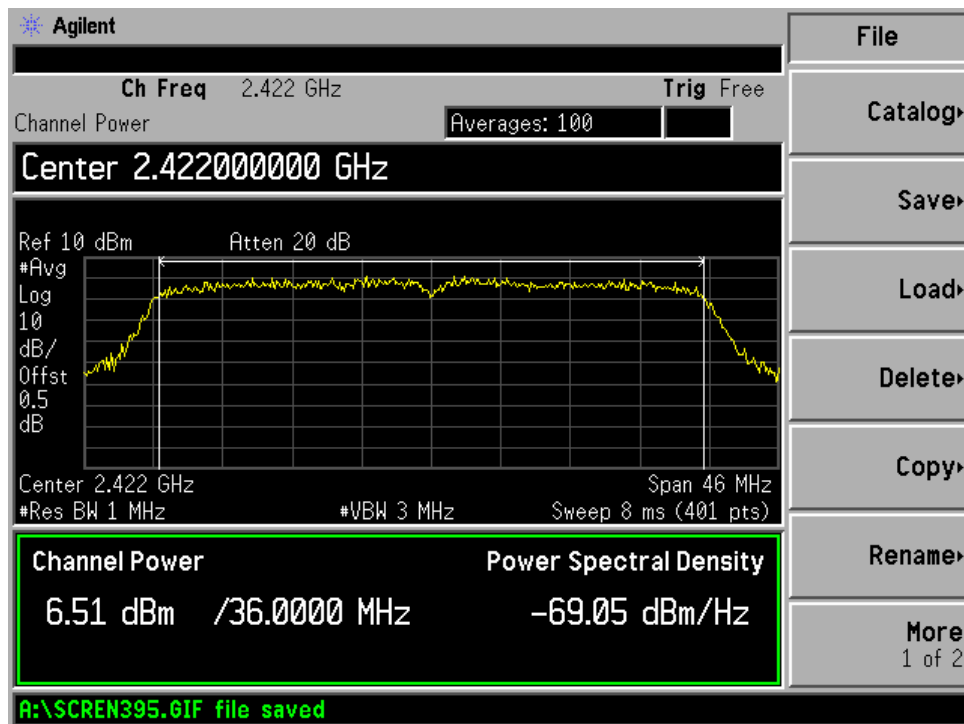 Agilent
File
Ch Freq 2.422 GHz Trig Free
Channel Power Averages: 100
Catalog
Center 2.422000000 GHz
Save
Ref 10 dBm Atten 20 dB
#Avg
Log
10
dB/
Offst
0.5
dB
Load
Delete
Copy
Center 2.422 GHz Span 46 MHz
#Res BW 1 MHz #VBW 3 MHz Sweep 8 ms (401 pts)
Channel Power Power Spectral Density
Rename
6.51 dBm /36.0000 MHz -69.05 dBm/Hz
More
1 of 2
A:\SCREN395.GIF file saved